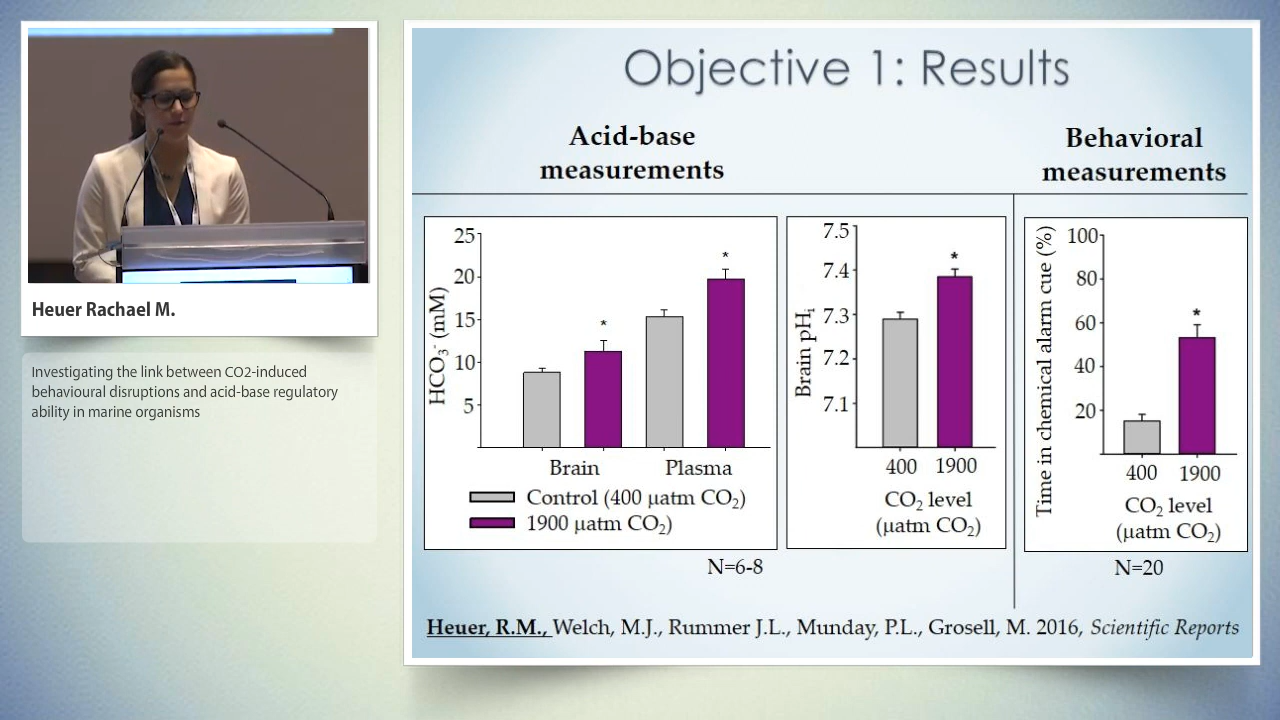 Objective 1: Results
Acid-base
measurements
Behavioral
measurements
25
20
15
10
5
HCO₃⁻ (mM)
*
*
Brain
Plasma
Control (400 µatm CO₂)
1900 µatm CO₂)
7.5
7.4
7.3
7.2
7.1
Brain pHᵢ
*
400
1900
CO₂ level
(µatm CO₂)
N=6-8
100
80
60
40
20
Time in chemical alarm cue (%)
*
400
1900
CO₂ level
(µatm CO₂)
N=20
Heuer, R.M., Welch, M.J., Rummer J.L., Munday, P.L., Grosell, M. 2016, Scientific Reports
Heuer Rachael M.
Investigating the link between CO2-induced
behavioural disruptions and acid-base regulatory
ability in marine organisms